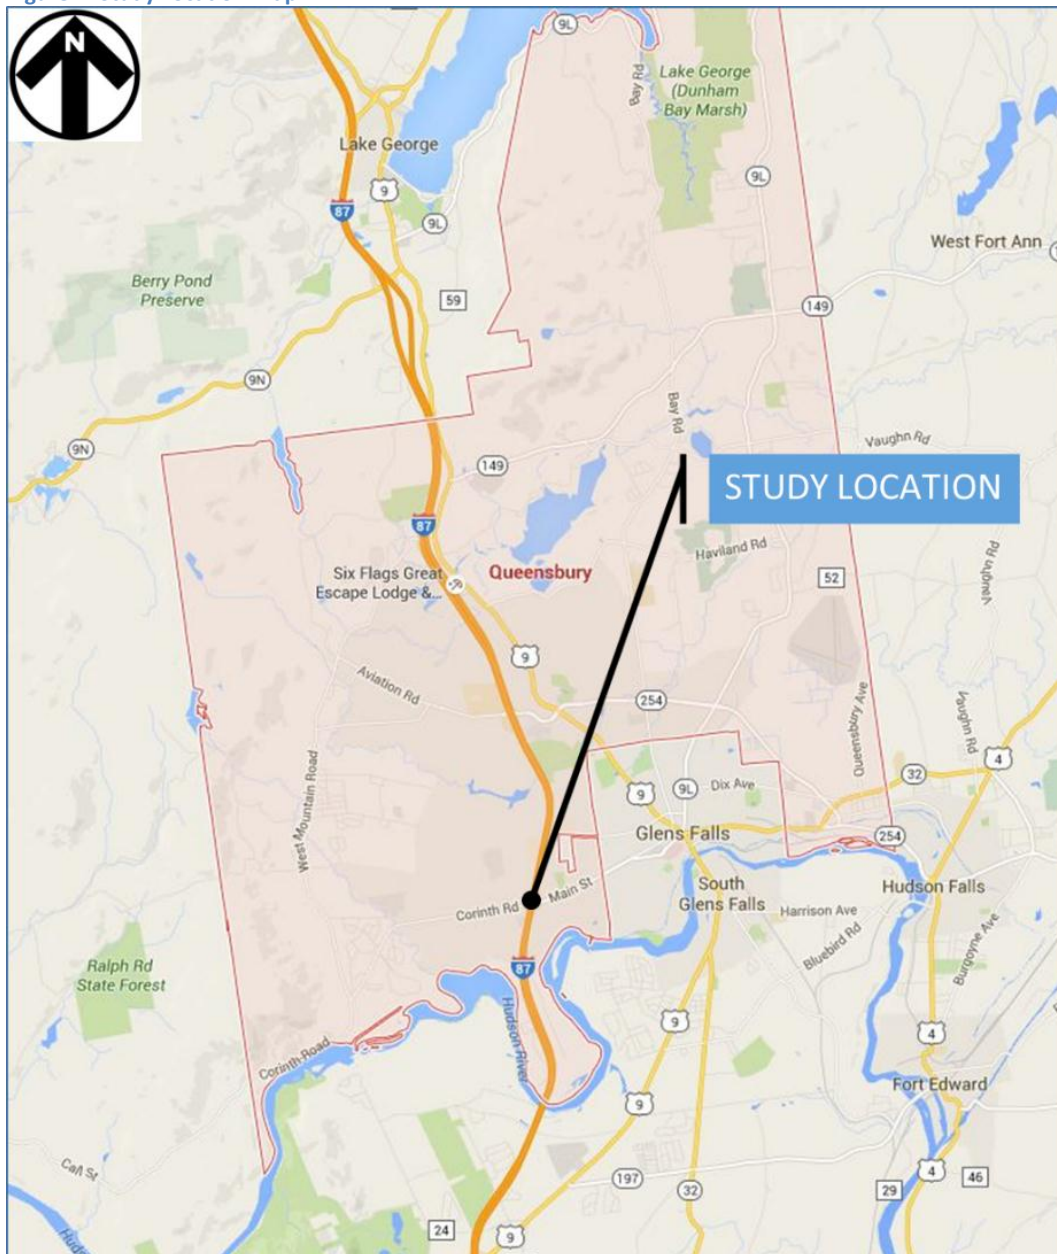 N
9L
Bay Rd
Lake George
(Dunham
Bay Marsh)
Lake George
9
9L
87
9L
West Fort Ann
Berry Pond
Preserve
59
149
9N
Bay Rd
9N
149
Vaughn Rd
STUDY LOCATION
87
Haviland Rd
Six Flags Great
Escape Lodge &...
Queensbury
52
Vaughn Rd
9
Aviation Rd
254
Queensbury Ave
Vaughn Rd
4
32
West Mountain Road
9
9L
Dix Ave
Glens Falls
254
Corinth Rd
Main St
South
Glens Falls
Hudson Falls
Harrison Ave
Bluebird Rd
Burgoyne Ave
Ralph Rd
State Forest
87
Hudson River
9
4
Corinth Road
Fort Edward
9
197
32
4
46
29
24
9